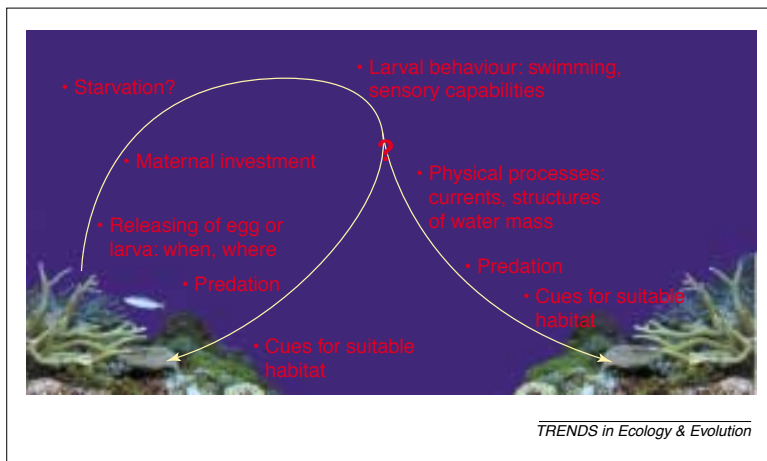 • Starvation?
• Maternal investment
• Releasing of egg or
larva: when, where
• Predation
• Cues for suitable
habitat
• Larval behaviour: swimming,
sensory capabilities
?
• Physical processes:
currents, structures
of water mass
• Predation
• Cues for suitable
habitat
TRENDS in Ecology & Evolution